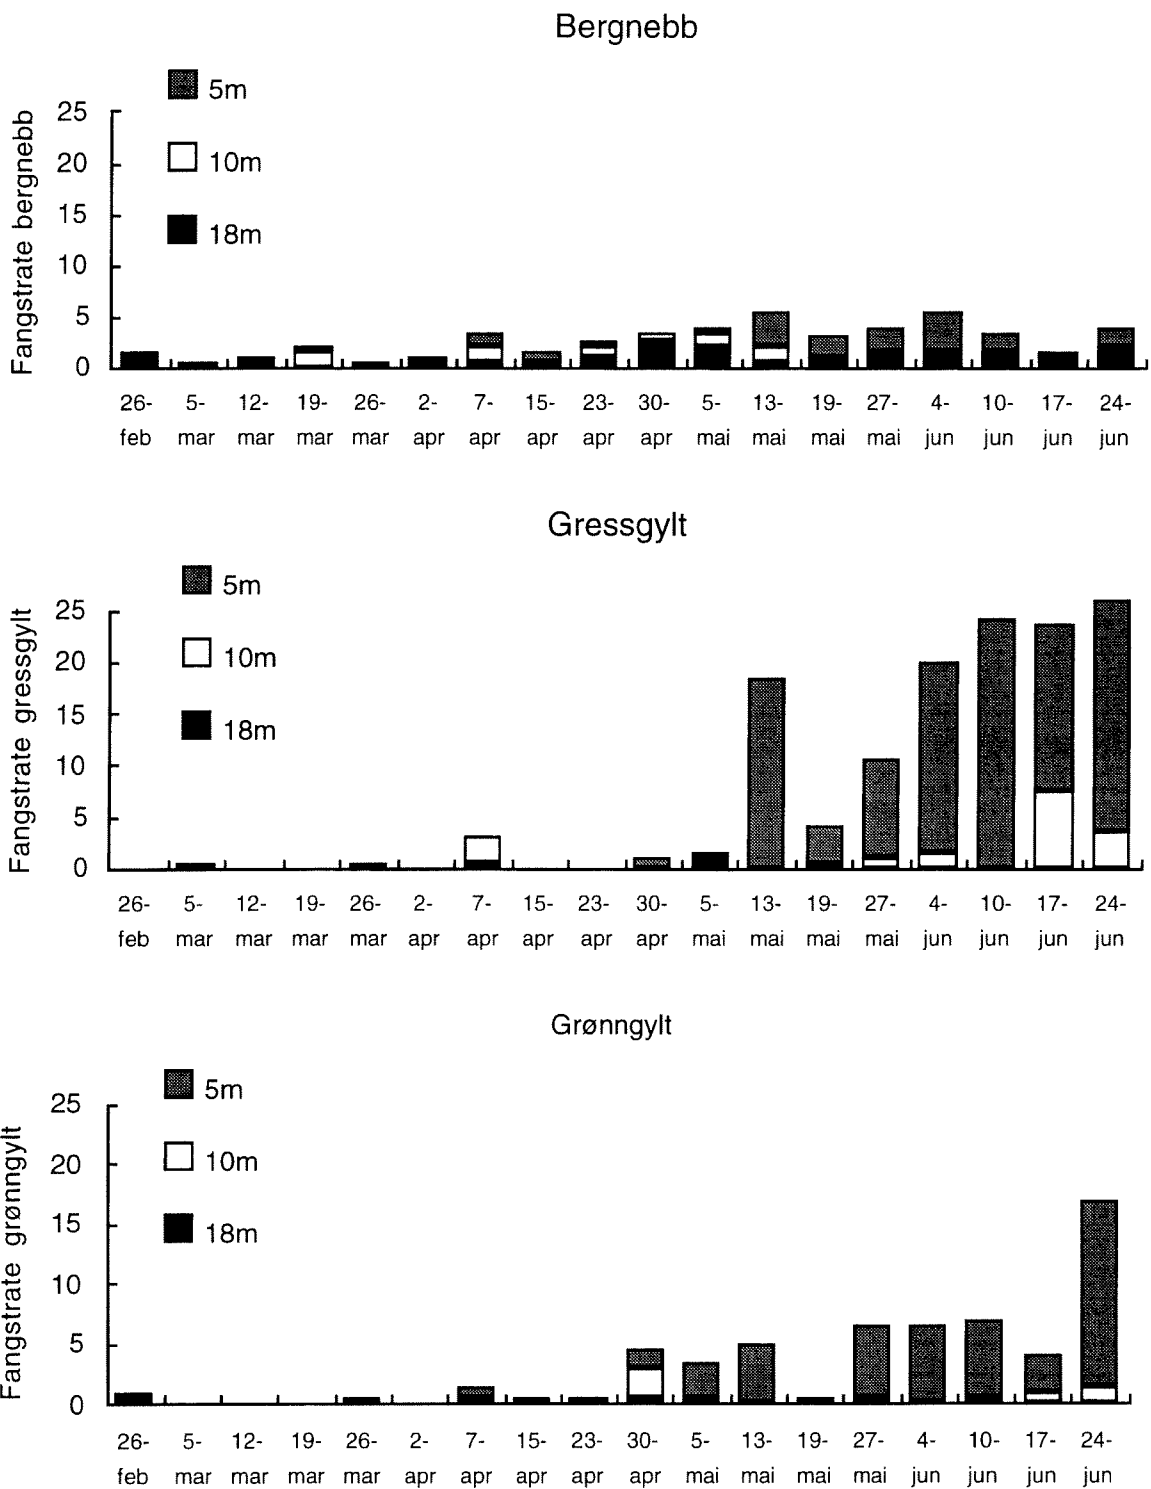 Bergnebb
5m
10m
18m
Fangstrate bergnebb
25
20
15
10
5
0
26- 5- 12- 19- 26- 2- 7- 15- 23- 30- 5- 13- 19- 27- 4- 10- 17- 24-
feb mar mar mar mar apr apr apr apr apr mai mai mai mai jun jun jun jun
Gressgylt
5m
10m
18m
Fangstrate gressgylt
25
20
15
10
5
0
26- 5- 12- 19- 26- 2- 7- 15- 23- 30- 5- 13- 19- 27- 4- 10- 17- 24-
feb mar mar mar mar apr apr apr apr apr mai mai mai mai jun jun jun jun
Grønngylt
5m
10m
18m
Fangstrate grønngylt
25
20
15
10
5
0
26- 5- 12- 19- 26- 2- 7- 15- 23- 30- 5- 13- 19- 27- 4- 10- 17- 24-
feb mar mar mar mar apr apr apr apr apr mai mai mai mai jun jun jun jun